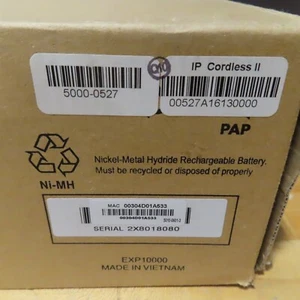 IP Cordless II
5000-0527
00527A16130000
PAP
Nickel-Metal Hydride Rechargeable Battery.
Must be recycled or disposed of properly
Ni-MH
MAC 00304D01A533
00304D01A533
SERIAL 2X8018080
EXP10000
MADE IN VIETNAM